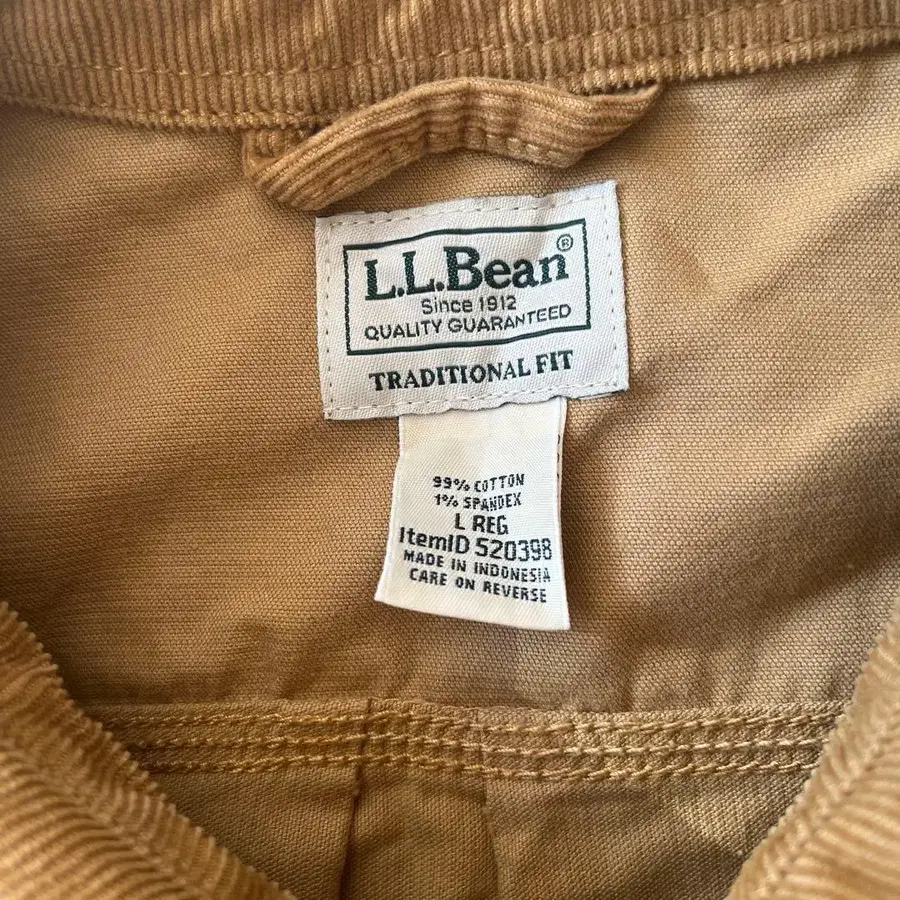 L.L.Bean®
Since 1912
QUALITY GUARANTEED
TRADITIONAL FIT
99% COTTON
1% SPANDEX
L REG
ItemID 520398
MADE IN INDONESIA
CARE ON REVERSE